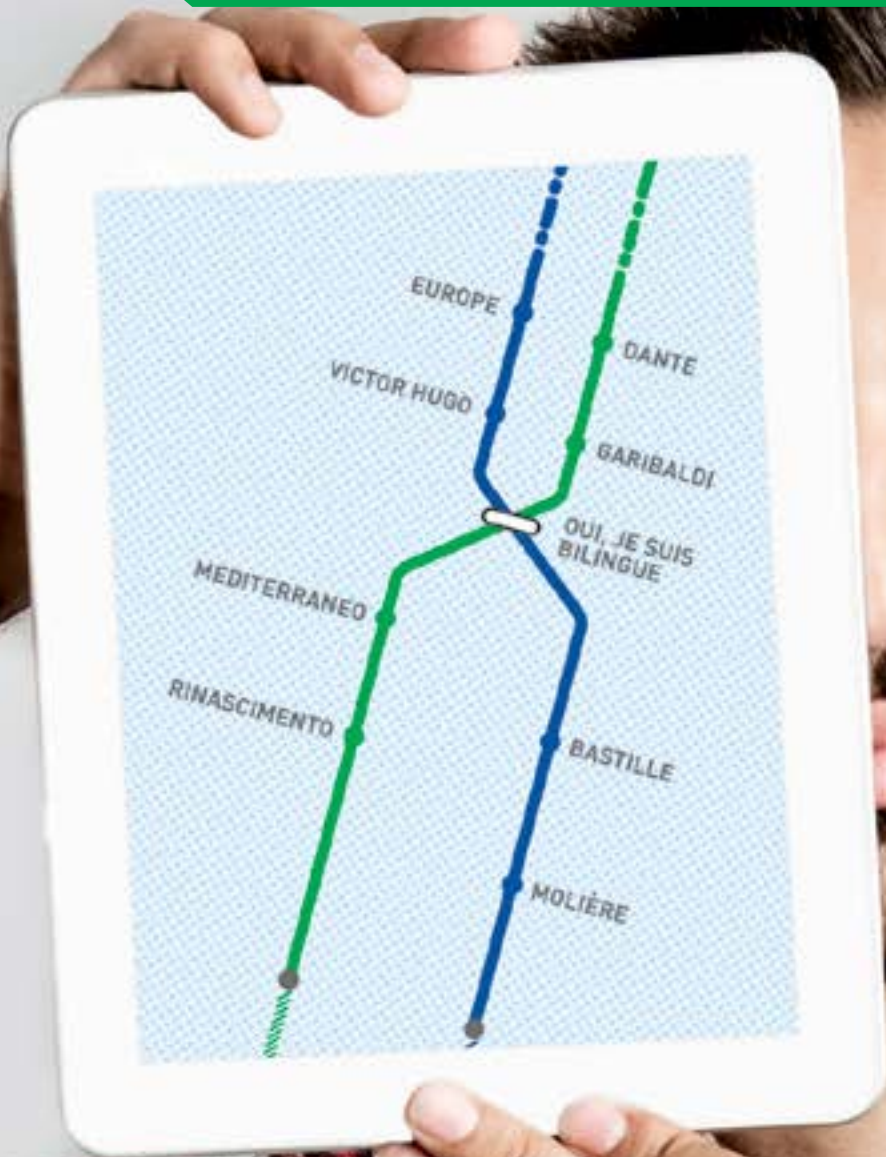 EUROPE
DANTE
VICTOR HUGO
GARIBALDI
OUI, JE SUIS
BILINGUE
MEDITERRANEO
RINASCIMENTO
BASTILLE
MOLIÈRE